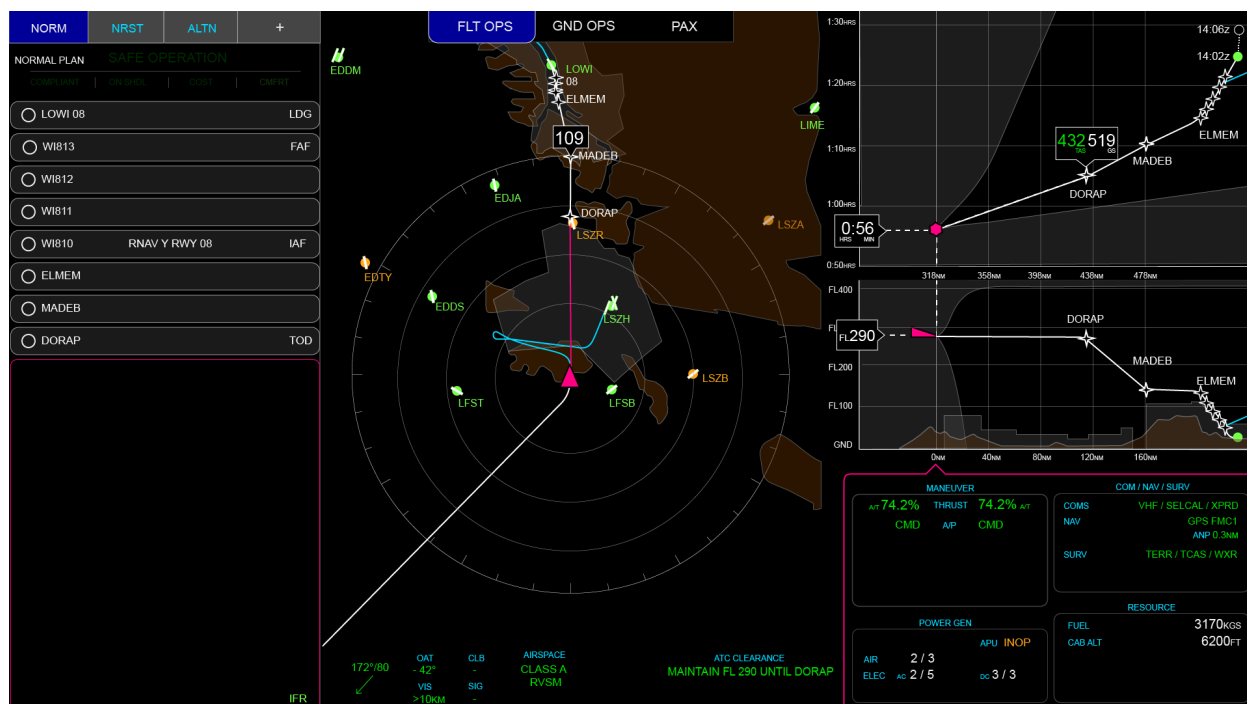 NORM NRST ALTN +
NORMAL PLAN SAFE OPERATION
COMPLIANT ON SHDL COST CMFRT
LOWI 08 LDG
WI813 FAF
WI812
WI811
WI810 RNAV Y RWY 08 IAF
ELMEM
MADEB
DORAP TOD
IFR
FLT OPS GND OPS PAX
EDDM
LOWI
08
ELMEM
LIME
109
MADEB
EDJA
DORAP
LSZR
LSZA
EDTY
EDDS
LSZH
LFST
LFSB
LSZB
172°/80
OAT
- 42°
VIS
>10KM
CLB
-
SIG
-
AIRSPACE
CLASS A
RVSM
ATC CLEARANCE
MAINTAIN FL 290 UNTIL DORAP
1:30HRS
14:06z
14:02z
1:20HRS
ELMEM
432 519
TAS GS
MADEB
1:10HRS
DORAP
1:00HRS
0:56
HRS MIN
0:50HRS
318NM 358NM 398NM 438NM 478NM
FL400
DORAP
FL
FL290
MADEB
FL200
ELMEM
FL100
GND
0NM 40NM 80NM 120NM 160NM
MANEUVER
A/T 74.2% THRUST 74.2% A/T
CMD A/P CMD
COM / NAV / SURV
COMS VHF / SELCAL / XPRD
NAV GPS FMC1
ANP 0.3NM
SURV TERR / TCAS / WXR
POWER GEN
APU INOP
AIR 2 / 3
ELEC AC 2 / 5 DC 3 / 3
RESOURCE
FUEL 3170KGS
CAB ALT 6200FT